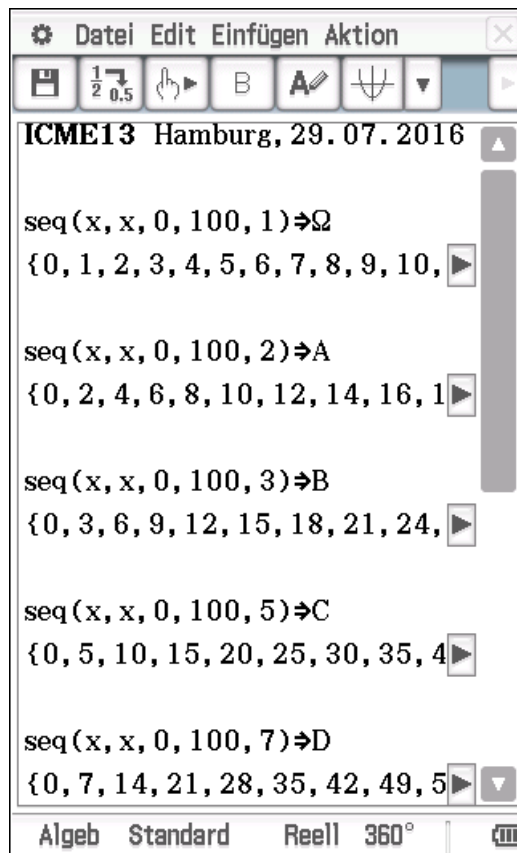 Datei Edit Einfügen Aktion
1/2 0.5 B A
ICME13 Hamburg, 29.07.2016
seq(x,x,0,100,1)⇒Ω
{0,1,2,3,4,5,6,7,8,9,10,
seq(x,x,0,100,2)⇒A
{0,2,4,6,8,10,12,14,16,1
seq(x,x,0,100,3)⇒B
{0,3,6,9,12,15,18,21,24,
seq(x,x,0,100,5)⇒C
{0,5,10,15,20,25,30,35,4
seq(x,x,0,100,7)⇒D
{0,7,14,21,28,35,42,49,5
Algeb Standard Reell 360°